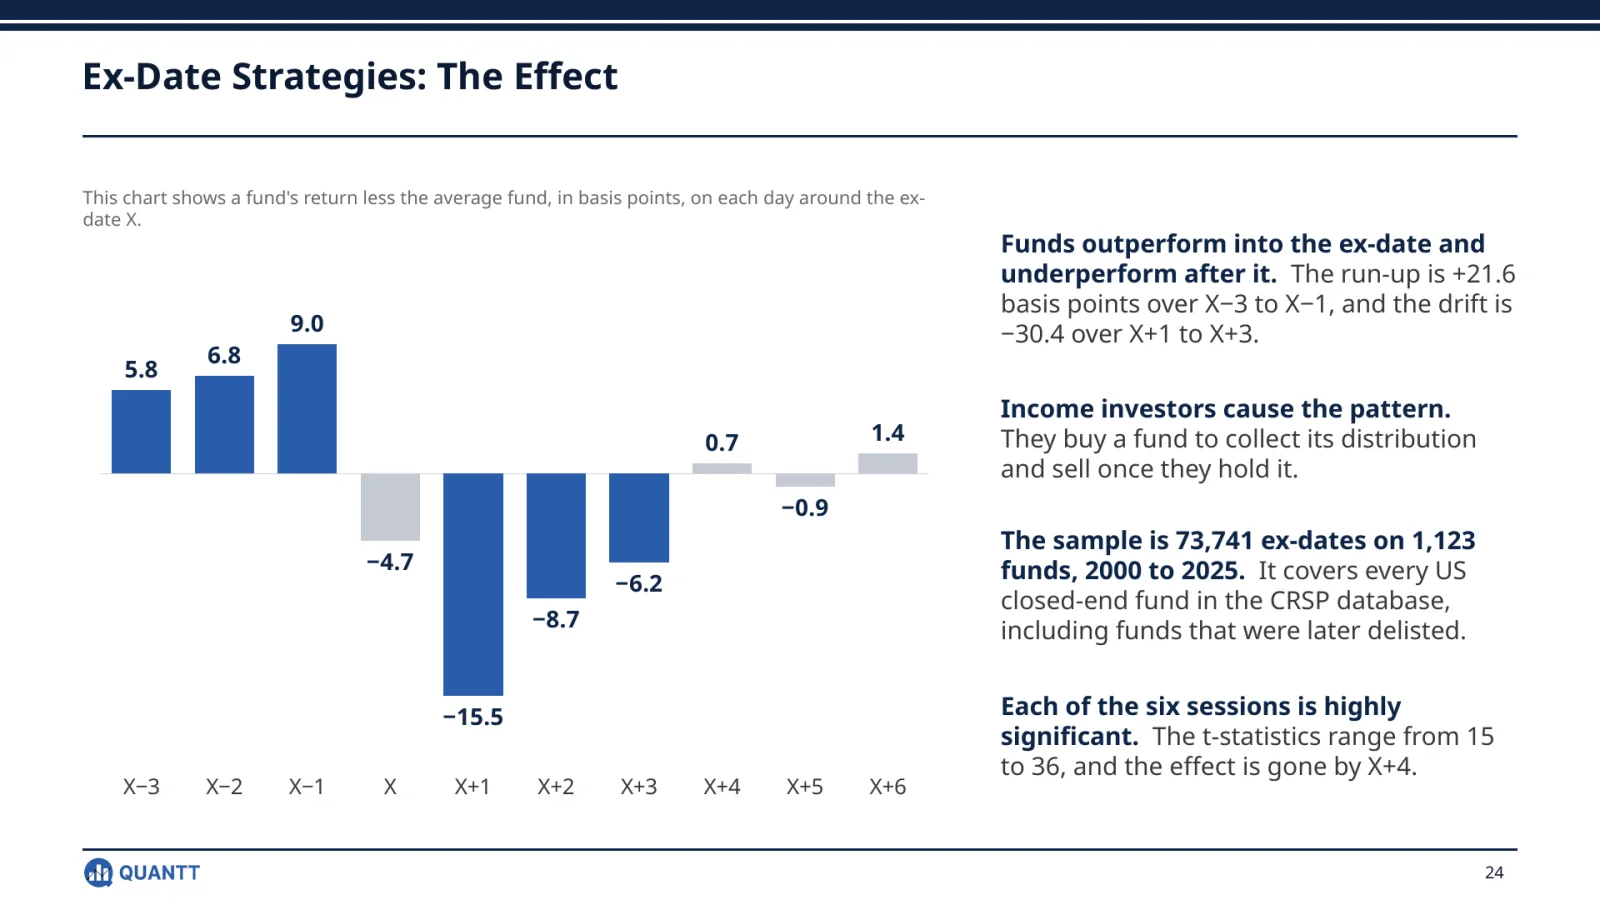 Ex-Date Strategies: The Effect
This chart shows a fund's return less the average fund, in basis points, on each day around the ex-
date X.
5.8
6.8
9.0
−4.7
−15.5
−8.7
−6.2
0.7
−0.9
1.4
X−3
X−2
X−1
X
X+1
X+2
X+3
X+4
X+5
X+6
Funds outperform into the ex-date and
underperform after it. The run-up is +21.6
basis points over X−3 to X−1, and the drift is
−30.4 over X+1 to X+3.
Income investors cause the pattern.
They buy a fund to collect its distribution
and sell once they hold it.
The sample is 73,741 ex-dates on 1,123
funds, 2000 to 2025. It covers every US
closed-end fund in the CRSP database,
including funds that were later delisted.
Each of the six sessions is highly
significant. The t-statistics range from 15
to 36, and the effect is gone by X+4.
QUANTT
24